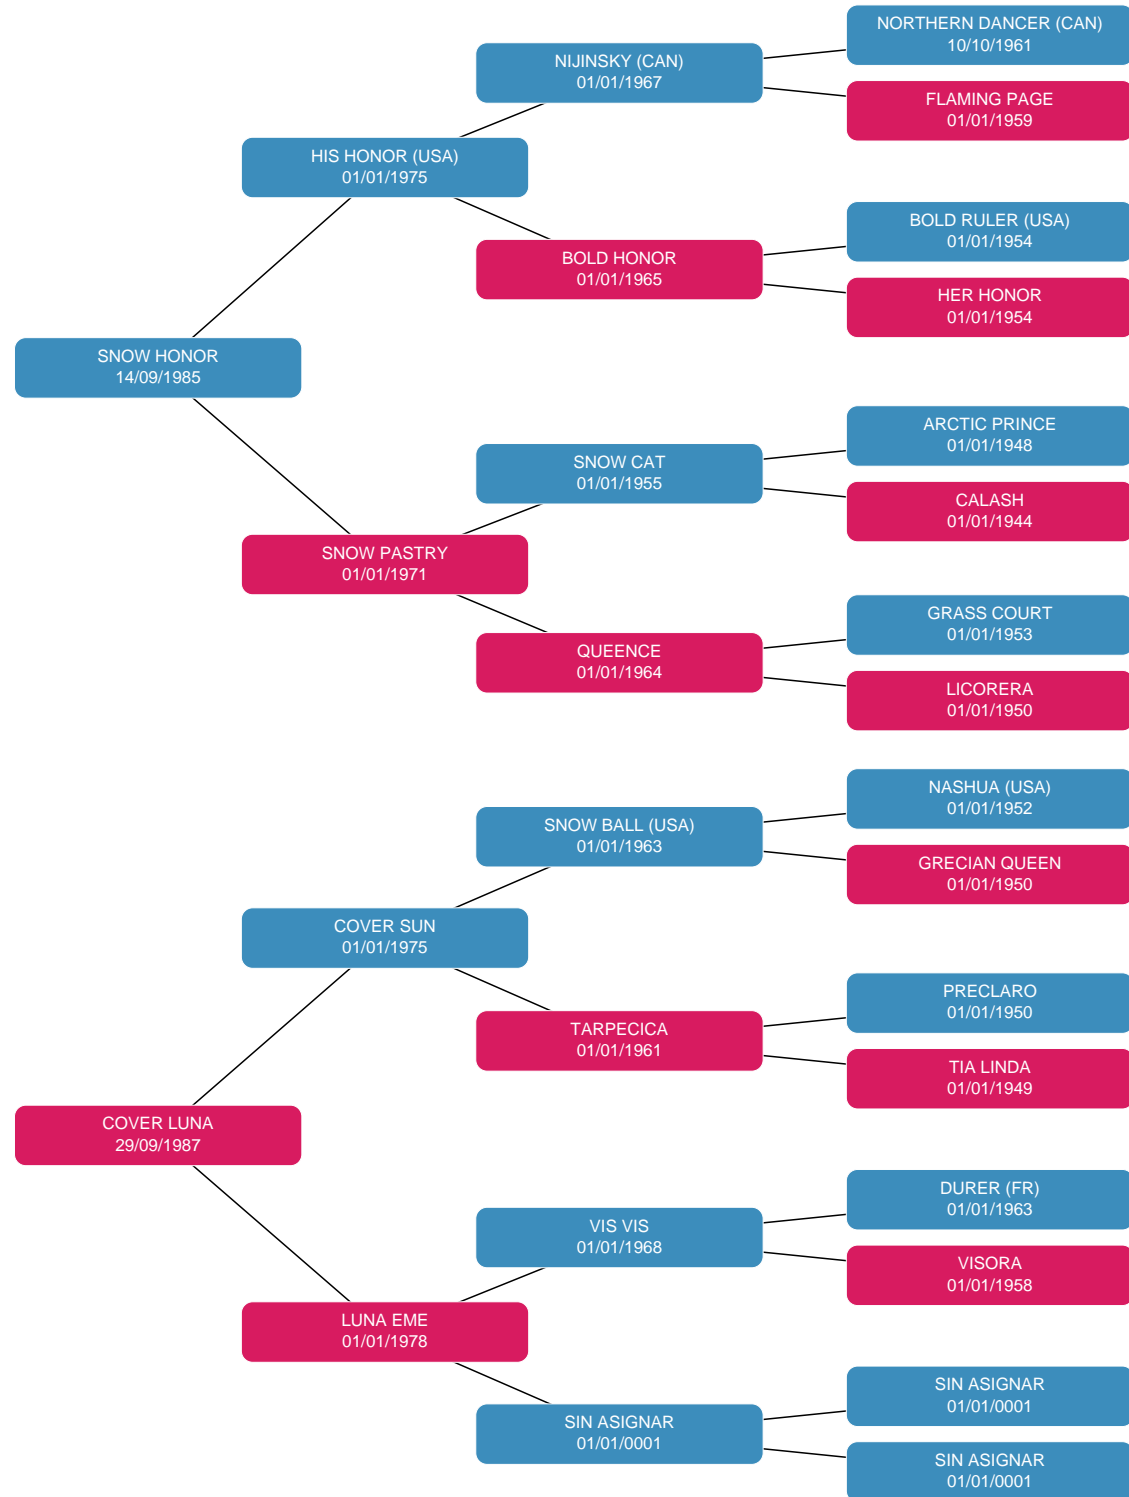 NORTHERN DANCER (CAN)
10/10/1961
NIJINSKY (CAN)
01/01/1967
FLAMING PAGE
01/01/1959
HIS HONOR (USA)
01/01/1975
BOLD RULER (USA)
01/01/1954
BOLD HONOR
01/01/1965
HER HONOR
01/01/1954
SNOW HONOR
14/09/1985
ARCTIC PRINCE
01/01/1948
SNOW CAT
01/01/1955
CALASH
01/01/1944
SNOW PASTRY
01/01/1971
GRASS COURT
01/01/1953
QUEENCE
01/01/1964
LICORERA
01/01/1950
NASHUA (USA)
01/01/1952
SNOW BALL (USA)
01/01/1963
GRECIAN QUEEN
01/01/1950
COVER SUN
01/01/1975
PRECLARO
01/01/1950
TARPECICA
01/01/1961
TIA LINDA
01/01/1949
COVER LUNA
29/09/1987
DURER (FR)
01/01/1963
VIS VIS
01/01/1968
VISORA
01/01/1958
LUNA EME
01/01/1978
SIN ASIGNAR
01/01/0001
SIN ASIGNAR
01/01/0001
SIN ASIGNAR
01/01/0001